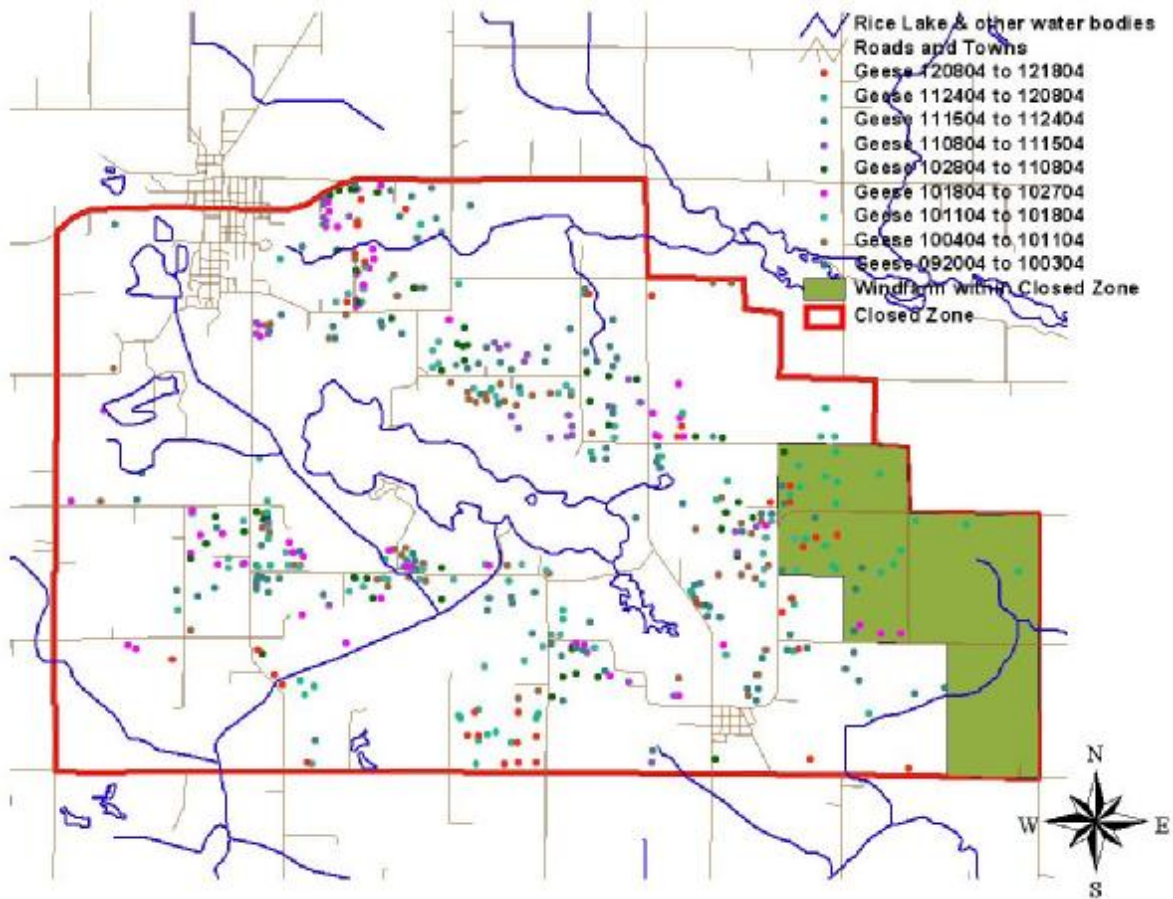 Rice Lake & other water bodies
Roads and Towns
Geese 120804 to 121804
Geese 112404 to 120804
Geese 111504 to 112404
Geese 110804 to 111504
Geese 102804 to 110804
Geese 101804 to 102704
Geese 101104 to 101804
Geese 100404 to 101104
Geese 092004 to 100304
Windfarm within Closed Zone
Closed Zone
N
W E
S